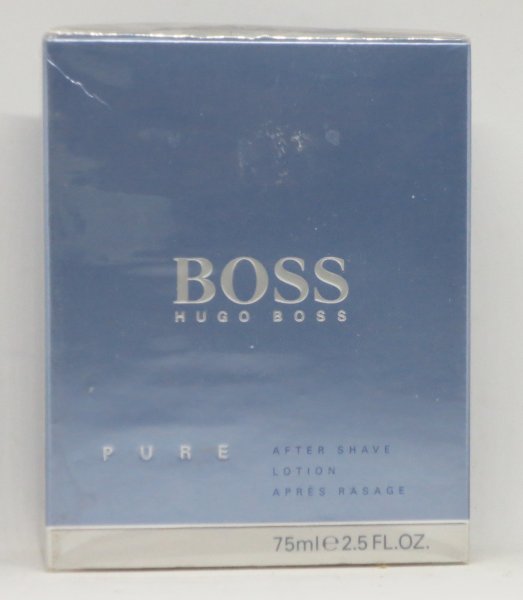 BOSS
HUGO BOSS
PURE
AFTER SHAVE
LOTION
APRÈS RASAGE
75ml℮2.5 FL.OZ.